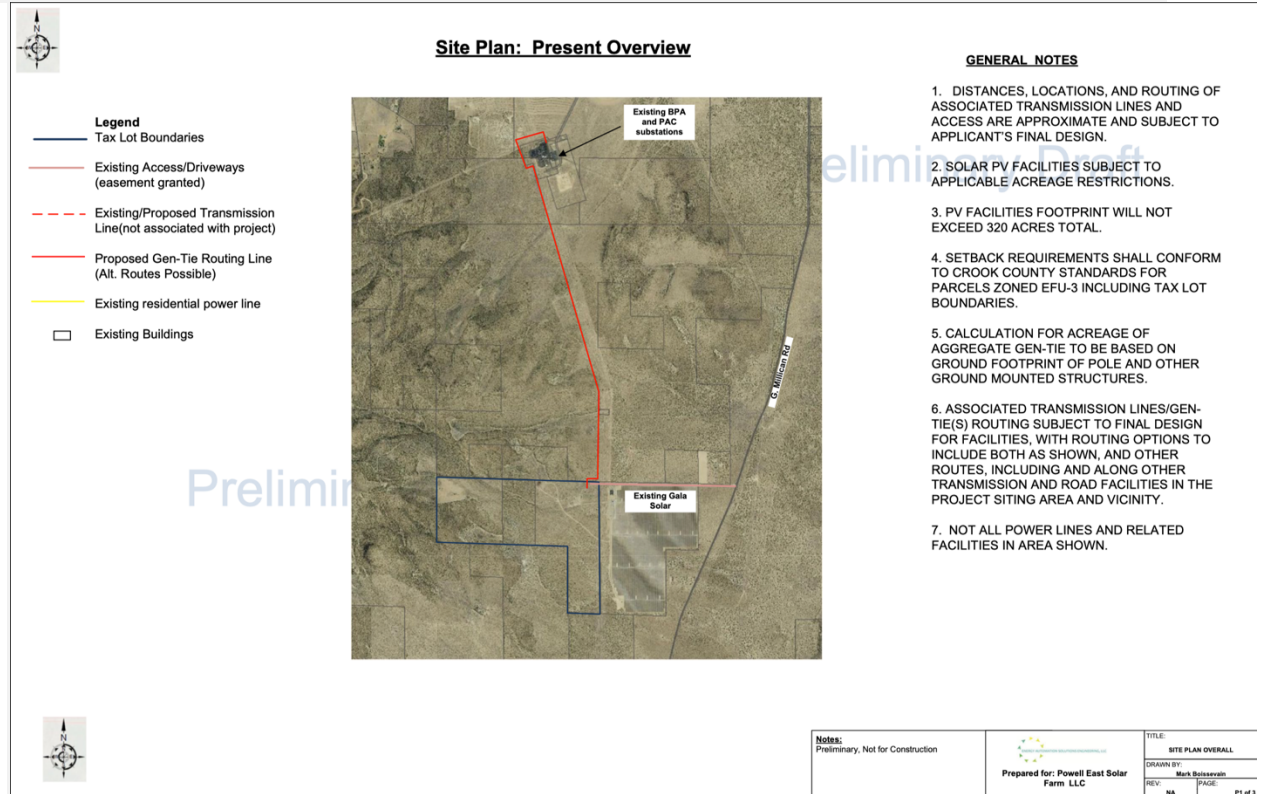 N
Site Plan:  Present Overview
Legend
Tax Lot Boundaries
Existing Access/Driveways
(easement granted)
Existing/Proposed Transmission
Line(not associated with project)
Proposed Gen-Tie Routing Line
(Alt. Routes Possible)
Existing residential power line
Existing Buildings
Existing BPA
and PAC
substations
G. Millican Rd
Existing Gala
Solar
Prelimin
eliminary Draft
GENERAL  NOTES
1.   DISTANCES, LOCATIONS, AND ROUTING OF
ASSOCIATED TRANSMISSION LINES AND
ACCESS ARE APPROXIMATE AND SUBJECT TO
APPLICANT'S FINAL DESIGN.
2. SOLAR PV FACILITIES SUBJECT TO
APPLICABLE ACREAGE RESTRICTIONS.
3. PV FACILITIES FOOTPRINT WILL NOT
EXCEED 320 ACRES TOTAL.
4. SETBACK REQUIREMENTS SHALL CONFORM
TO CROOK COUNTY STANDARDS FOR
PARCELS ZONED EFU-3 INCLUDING TAX LOT
BOUNDARIES.
5. CALCULATION FOR ACREAGE OF
AGGREGATE GEN-TIE TO BE BASED ON
GROUND FOOTPRINT OF POLE AND OTHER
GROUND MOUNTED STRUCTURES.
6. ASSOCIATED TRANSMISSION LINES/GEN-
TIE(S) ROUTING SUBJECT TO FINAL DESIGN
FOR FACILITIES, WITH ROUTING OPTIONS TO
INCLUDE BOTH AS SHOWN, AND OTHER
ROUTES, INCLUDING AND ALONG OTHER
TRANSMISSION AND ROAD FACILITIES IN THE
PROJECT SITING AREA AND VICINITY.
7.  NOT ALL POWER LINES AND RELATED
FACILITIES IN AREA SHOWN.
N
Notes:
Preliminary, Not for Construction
Prepared for: Powell East Solar
Farm  LLC
TITLE:
SITE PLAN OVERALL
DRAWN BY:
Mark Boissevain
REV:
NA
PAGE:
P1 of 3